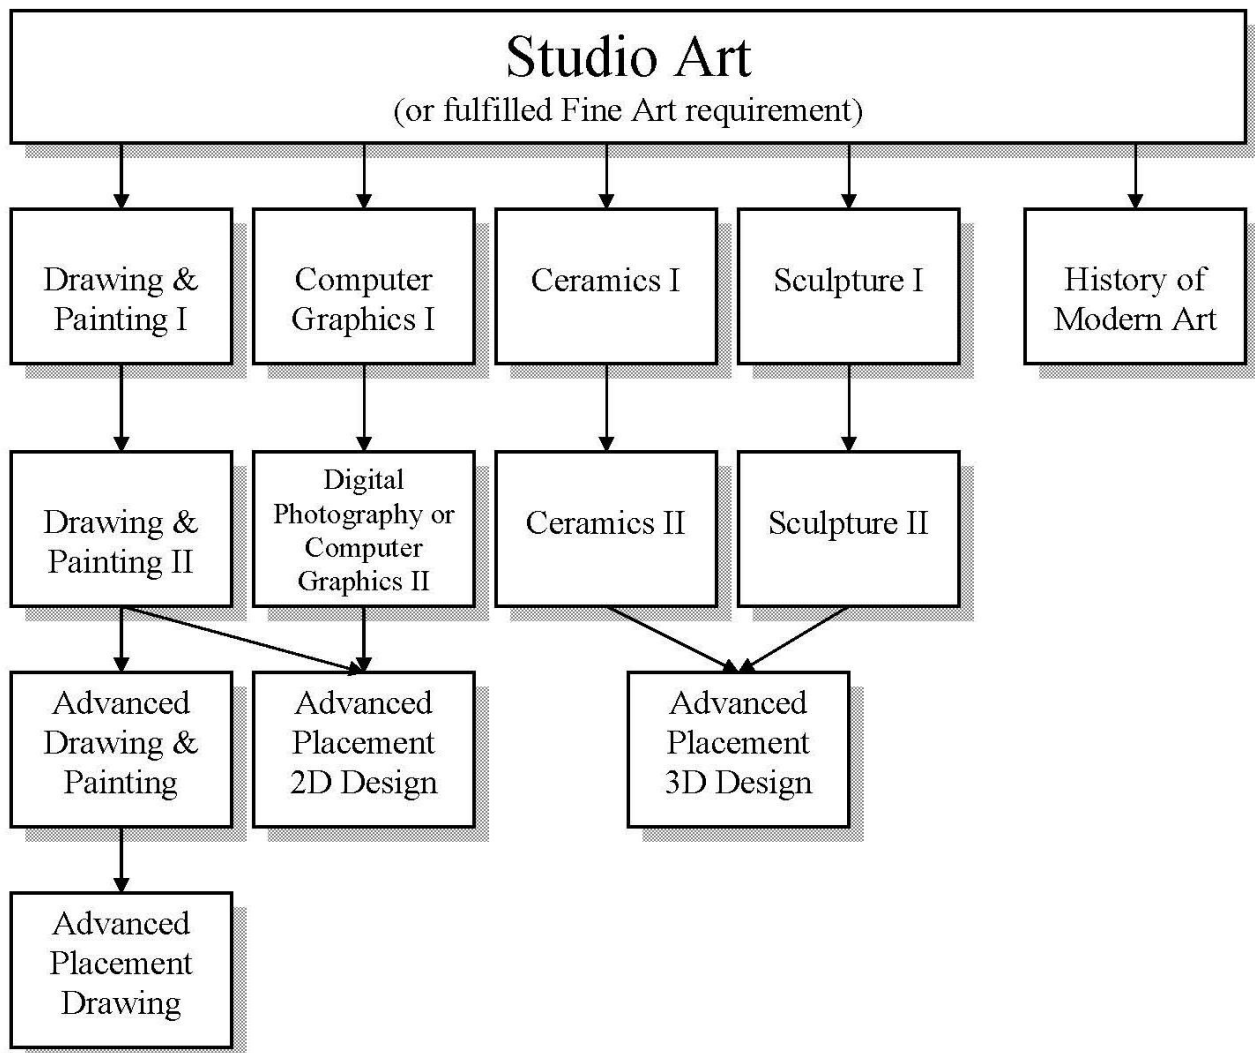 Studio Art
(or fulfilled Fine Art requirement)
Drawing &
Painting I
Computer
Graphics I
Ceramics I
Sculpture I
History of
Modern Art
Drawing &
Painting II
Digital
Photography or
Computer
Graphics II
Ceramics II
Sculpture II
Advanced
Drawing &
Painting
Advanced
Placement
2D Design
Advanced
Placement
3D Design
Advanced
Placement
Drawing